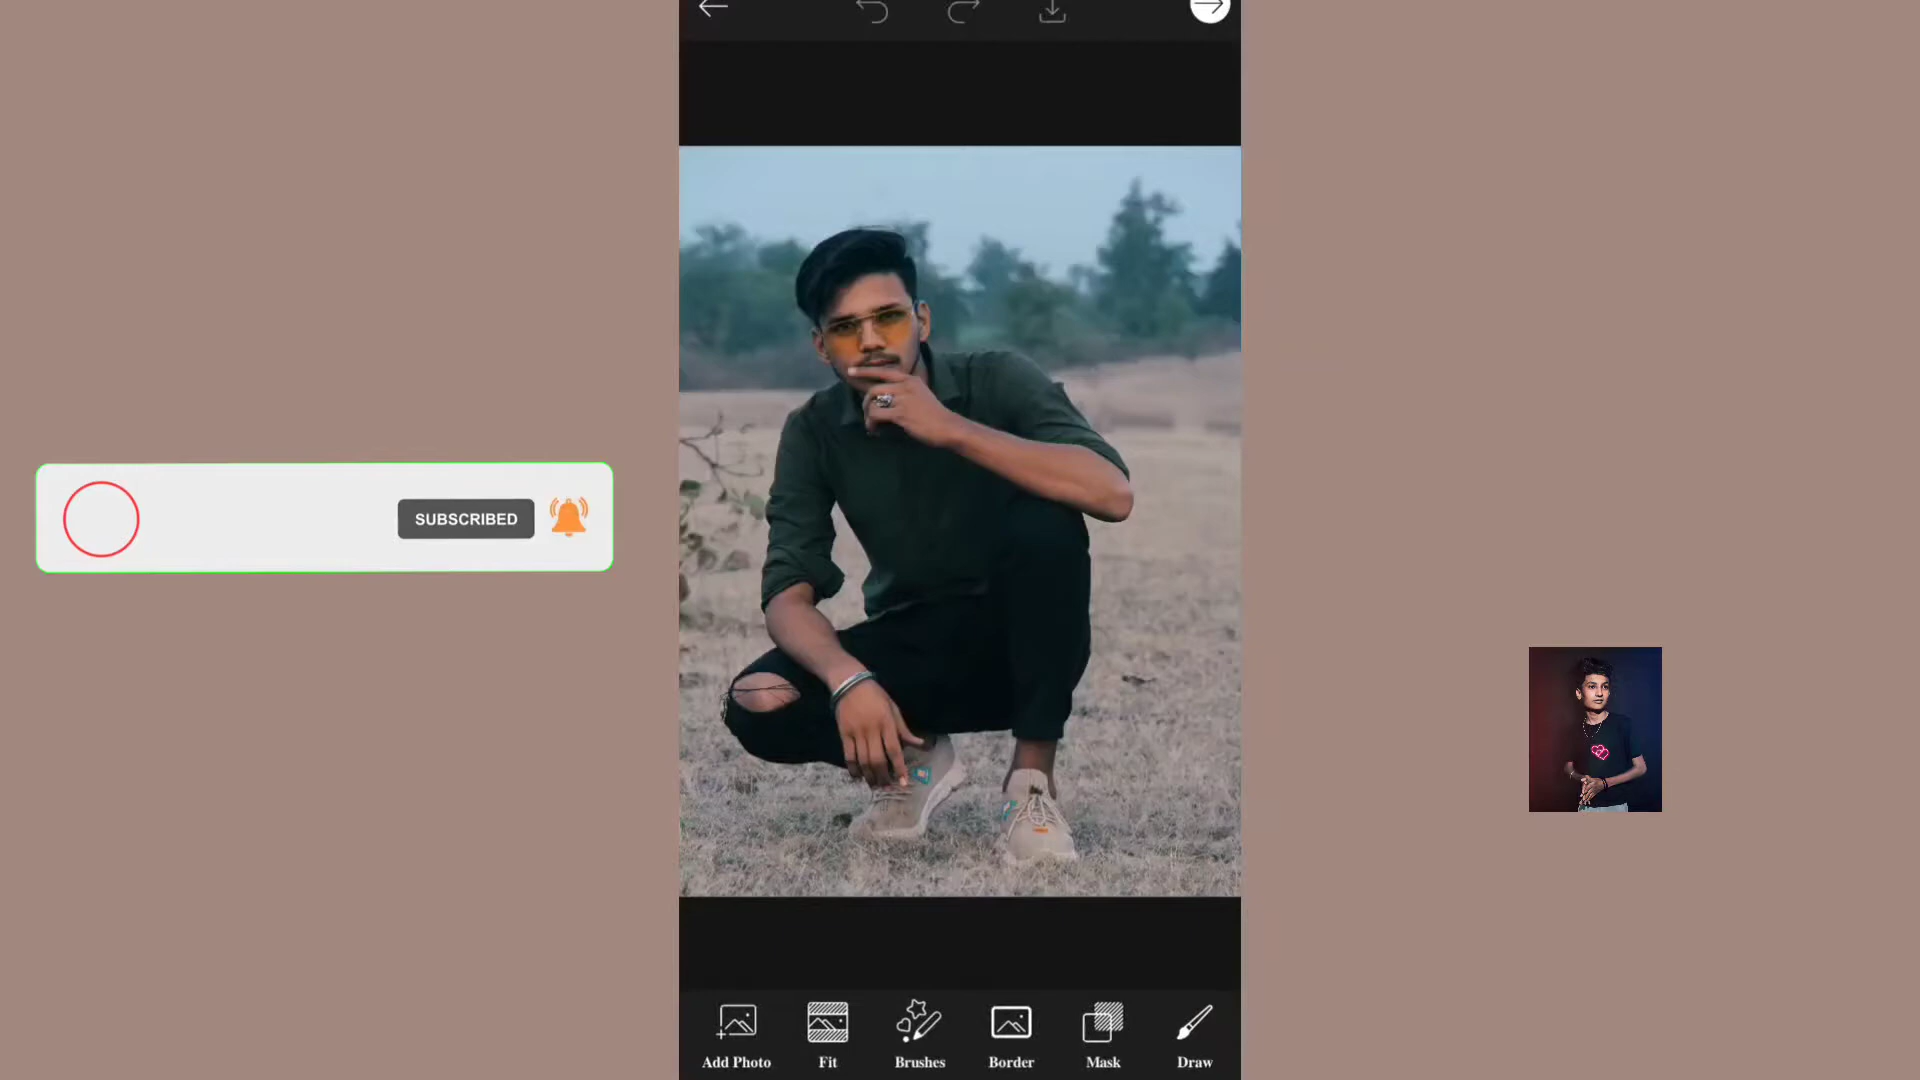 SUBSCRIBED
Add Photo
Fit
Brushes
Border
Mask
Draw